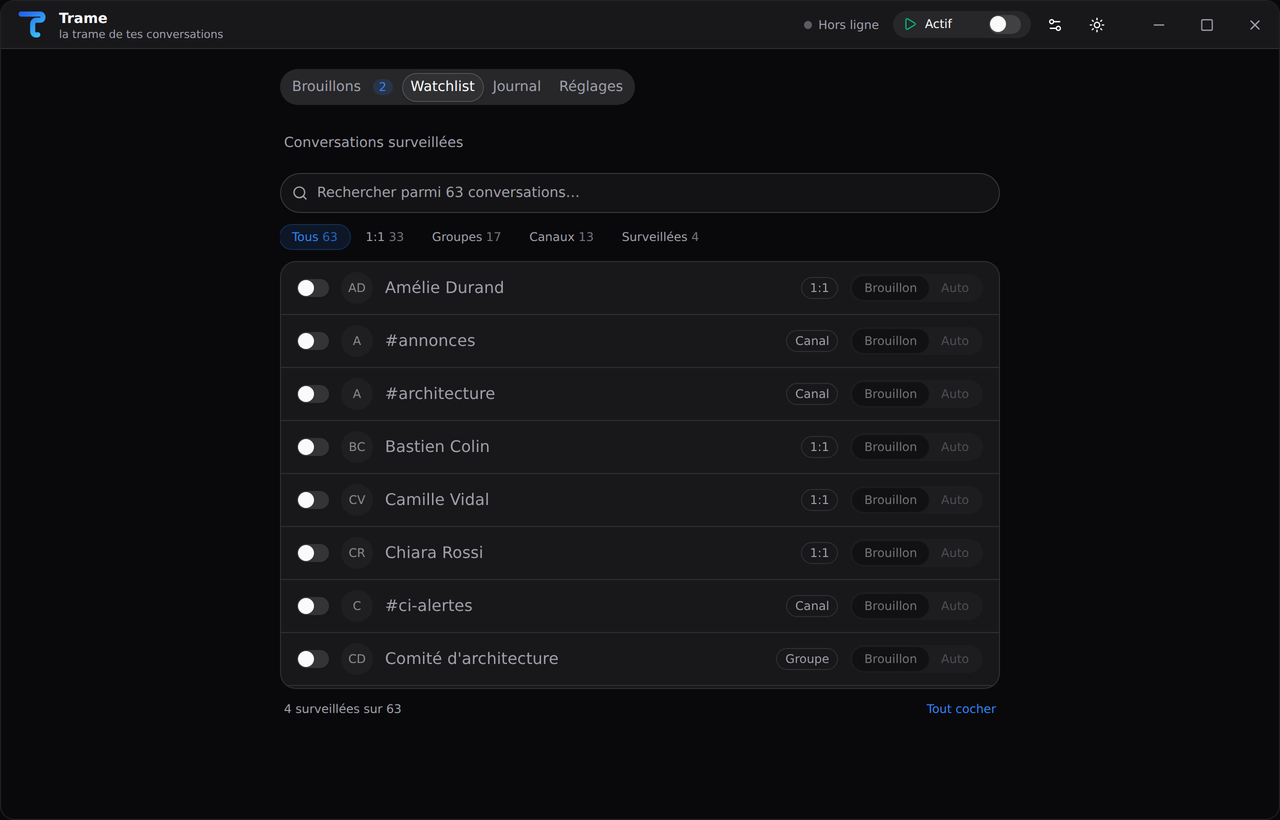 Trame
la trame de tes conversations
Hors ligne
Actif
Brouillons 2 Watchlist Journal Réglages
Conversations surveillées
Rechercher parmi 63 conversations...
Tous 63 1:1 33 Groupes 17 Canaux 13 Surveillées 4
AD Amélie Durand 1:1 Brouillon Auto
A #annonces Canal Brouillon Auto
A #architecture Canal Brouillon Auto
BC Bastien Colin 1:1 Brouillon Auto
CV Camille Vidal 1:1 Brouillon Auto
CR Chiara Rossi 1:1 Brouillon Auto
C #ci-alertes Canal Brouillon Auto
CD Comité d'architecture Groupe Brouillon Auto
4 surveillées sur 63 Tout cocher